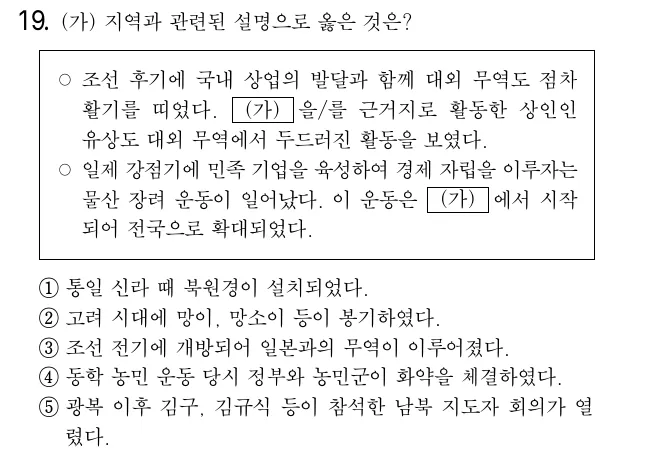 19. (가) 지역과 관련된 설명으로 옳은 것은?
○ 조선 후기에 국내 상업의 발달과 함께 대외 무역도 점차
활기를 띠었다. (가) 을/를 근거지로 활동한 상인인
유상도 대외 무역에서 두드러진 활동을 보였다.
○ 일제 강점기에 민족 기업을 육성하여 경제 자립을 이루자는
물산 장려 운동이 일어났다. 이 운동은 (가) 에서 시작
되어 전국으로 확대되었다.
① 통일 신라 때 북원경이 설치되었다.
② 고려 시대에 망이, 망소이 등이 봉기하였다.
③ 조선 전기에 개방되어 일본과의 무역이 이루어졌다.
④ 동학 농민 운동 당시 정부와 농민군이 화약을 체결하였다.
⑤ 광복 이후 김구, 김규식 등이 참석한 남북 지도자 회의가 열
렸다.